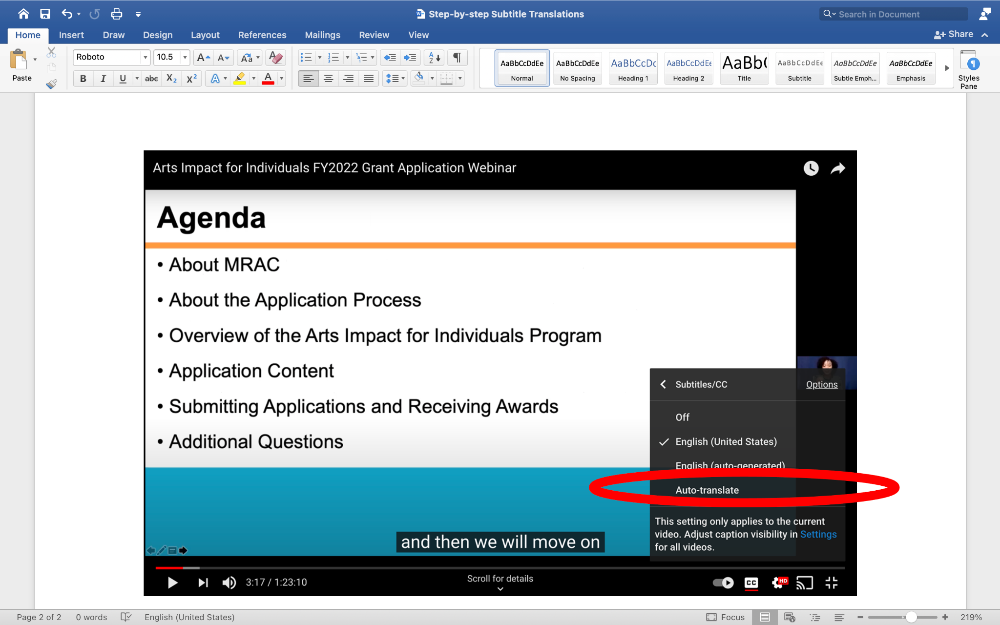 Step-by-step Subtitle Translations
Search in Document
Home Insert Draw Design Layout References Mailings Review View
Share
Paste
Roboto 10.5
AaBbCcDdEe AaBbCcDdEe AaBbCcDc AaBbCcDdEe AaBb( AaBbCcDdEe AaBbCcDdEe AaBbCcDdEe
Normal No Spacing Heading 1 Heading 2 Title Subtitle Subtle Emph... Emphasis
Styles
Pane
Arts Impact for Individuals FY2022 Grant Application Webinar
Agenda
• About MRAC
• About the Application Process
• Overview of the Arts Impact for Individuals Program
• Application Content
• Submitting Applications and Receiving Awards
• Additional Questions
Subtitles/CC Options
Off
English (United States)
English (auto-generated)
Auto-translate
This setting only applies to the current
video. Adjust caption visibility in Settings
for all videos.
and then we will move on
3:17 / 1:23:10
Scroll for details
CC
HD
Page 2 of 2 0 words English (United States) Focus 219%